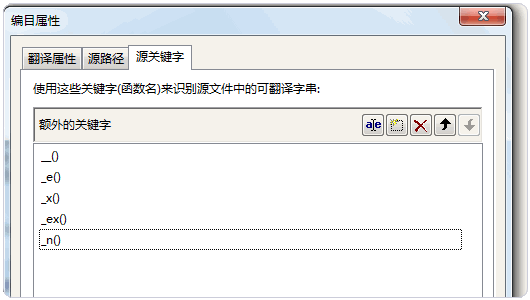 编目属性
翻译属性 源路径 源关键字
使用这些关键字(函数名)来识别源文件中的可翻译字串:
额外的关键字 aƗe
__()
_e()
_x()
_ex()
_n()